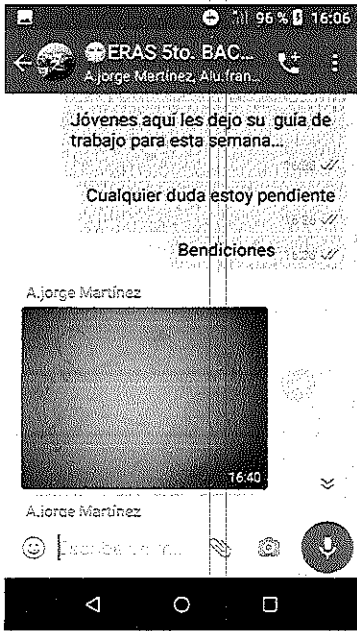 96 % 16:06
ERAS 5to. BAC...
A.jorge Martínez, Alu.fran...
Jóvenes aquí les dejo su guía de
trabajo para esta semana...
Cualquier duda estoy pendiente
Bendiciones
A.jorge Martínez
16:40
A.jorge Martínez